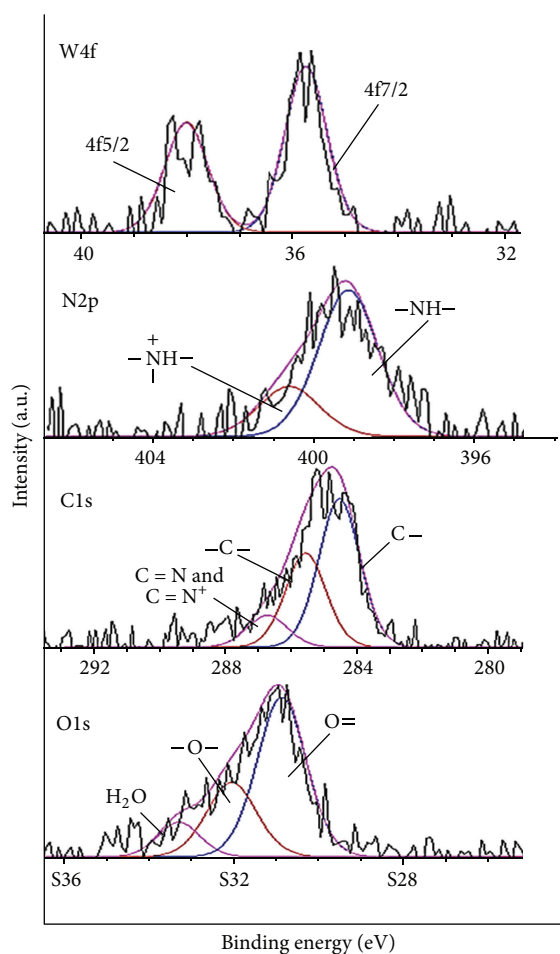 W4f
4f7/2
4f5/2
40 36 32
N2p
−NH−
+
−NH−
404 400 396
C1s
−C−
C−
C = N and
C = N⁺
292 288 284 280
O1s
−O−
O=
H₂O
S36 S32 S28
Intensity (a.u.)
Binding energy (eV)